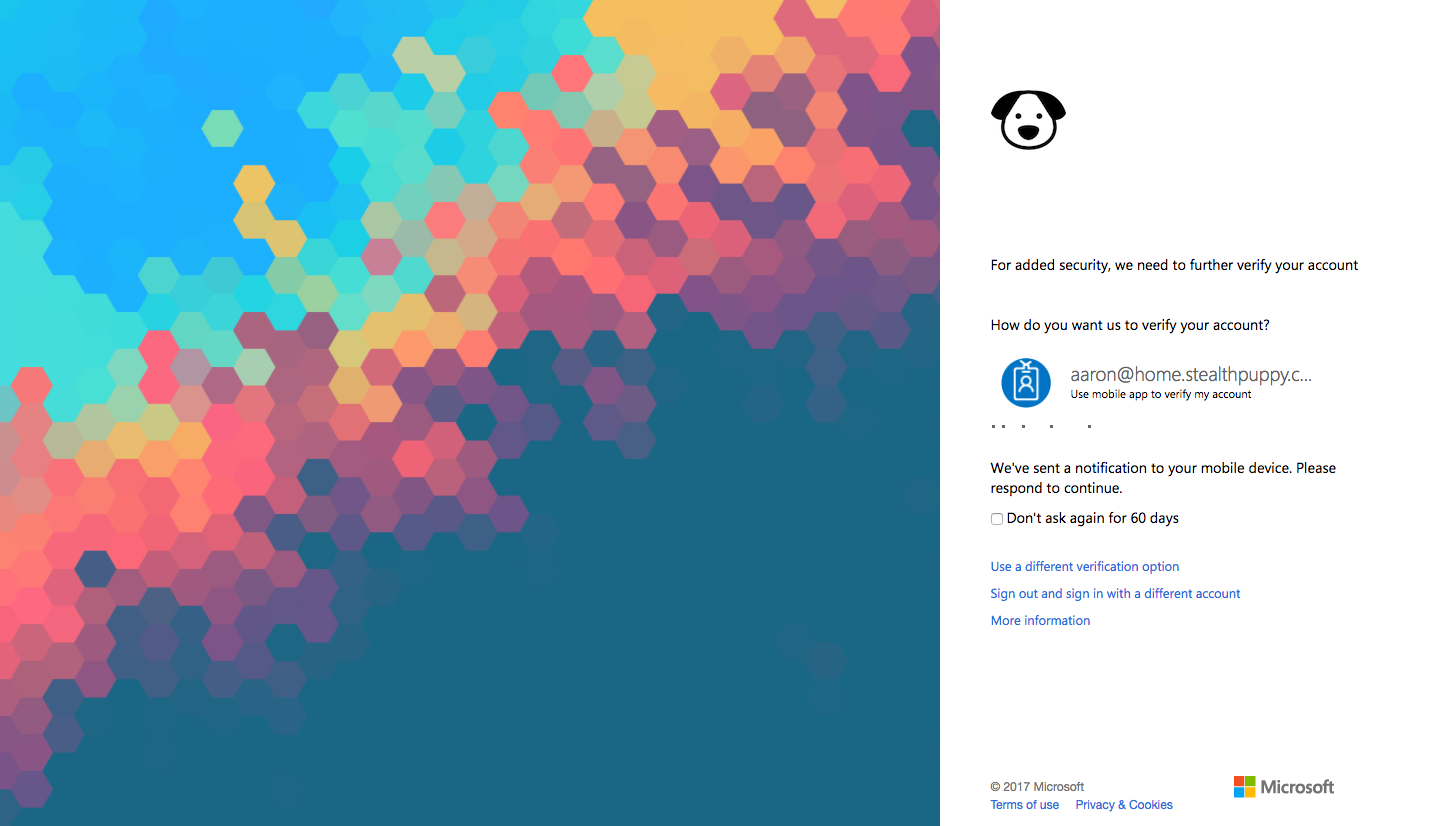 For added security, we need to further verify your account
How do you want us to verify your account?
aaron@home.stealthpuppy.c...
Use mobile app to verify my account
We've sent a notification to your mobile device. Please
respond to continue.
Don't ask again for 60 days
Use a different verification option
Sign out and sign in with a different account
More information
© 2017 Microsoft
Terms of use Privacy & Cookies
Microsoft